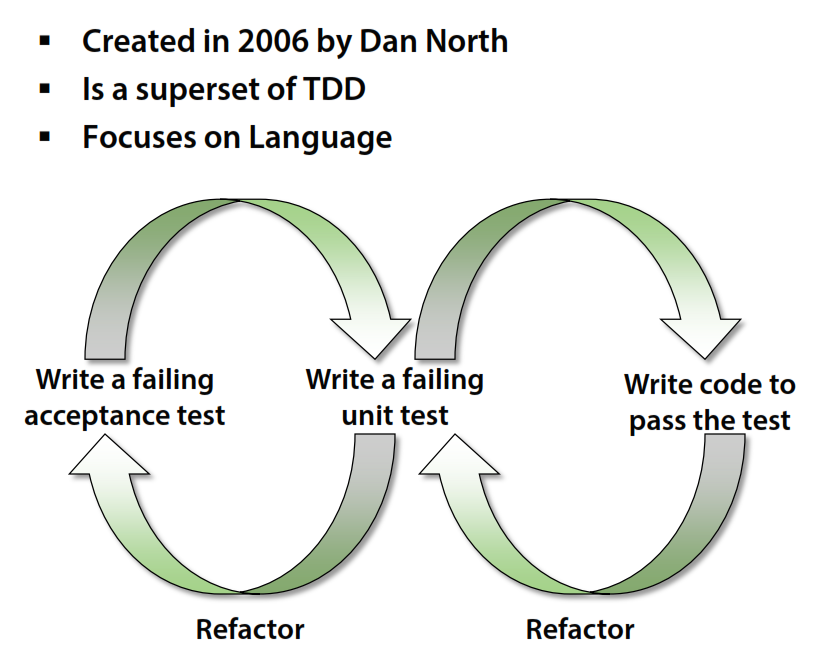 ▪ Created in 2006 by Dan North
▪ Is a superset of TDD
▪ Focuses on Language
Write a failing
acceptance test
Write a failing
unit test
Write code to
pass the test
Refactor
Refactor